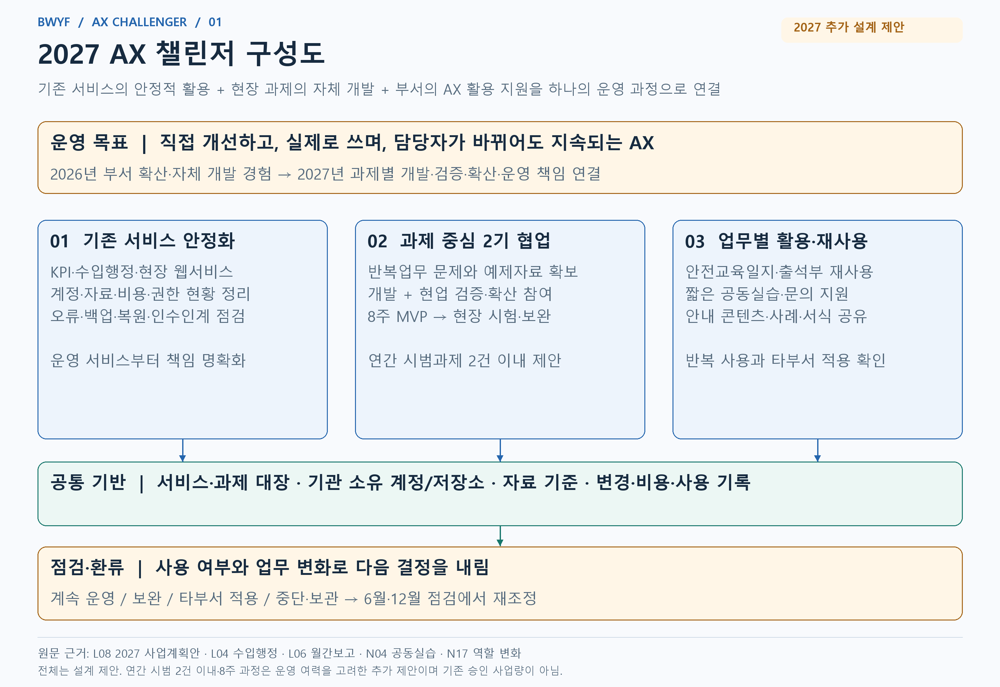 BWYF / AX CHALLENGER / 01
2027 추가 설계 제안
2027 AX 챌린저 구성도
기존 서비스의 안정적 활용 + 현장 과제의 자체 개발 + 부서의 AX 활용 지원을 하나의 운영 과정으로 연결
운영 목표 | 직접 개선하고, 실제로 쓰며, 담당자가 바뀌어도 지속되는 AX
2026년 부서 확산·자체 개발 경험 → 2027년 과제별 개발·검증·확산·운영 책임 연결
01 기존 서비스 안정화
KPI·수입행정·현장 웹서비스
계정·자료·비용·권한 현황 정리
오류·백업·복원·인수인계 점검
운영 서비스부터 책임 명확화
02 과제 중심 2기 협업
반복업무 문제와 예제자료 확보
개발 + 현업 검증·확산 참여
8주 MVP → 현장 시험·보완
연간 시범과제 2건 이내 제안
03 업무별 활용·재사용
안전교육일지·출석부 재사용
짧은 공동실습·문의 지원
안내 콘텐츠·사례·서식 공유
반복 사용과 타부서 적용 확인
공통 기반 | 서비스·과제 대장 · 기관 소유 계정/저장소 · 자료 기준 · 변경·비용·사용 기록
점검·환류 | 사용 여부와 업무 변화로 다음 결정을 내림
계속 운영 / 보완 / 타부서 적용 / 중단·보관 → 6월·12월 점검에서 재조정
원문 근거: L08 2027 사업계획안 · L04 수입행정 · L06 월간보고 · N04 공동실습 · N17 역할 변화
전체는 설계 제안. 연간 시범 2건 이내·8주 과정은 운영 여력을 고려한 추가 제안이며 기존 승인 사업량이 아님.